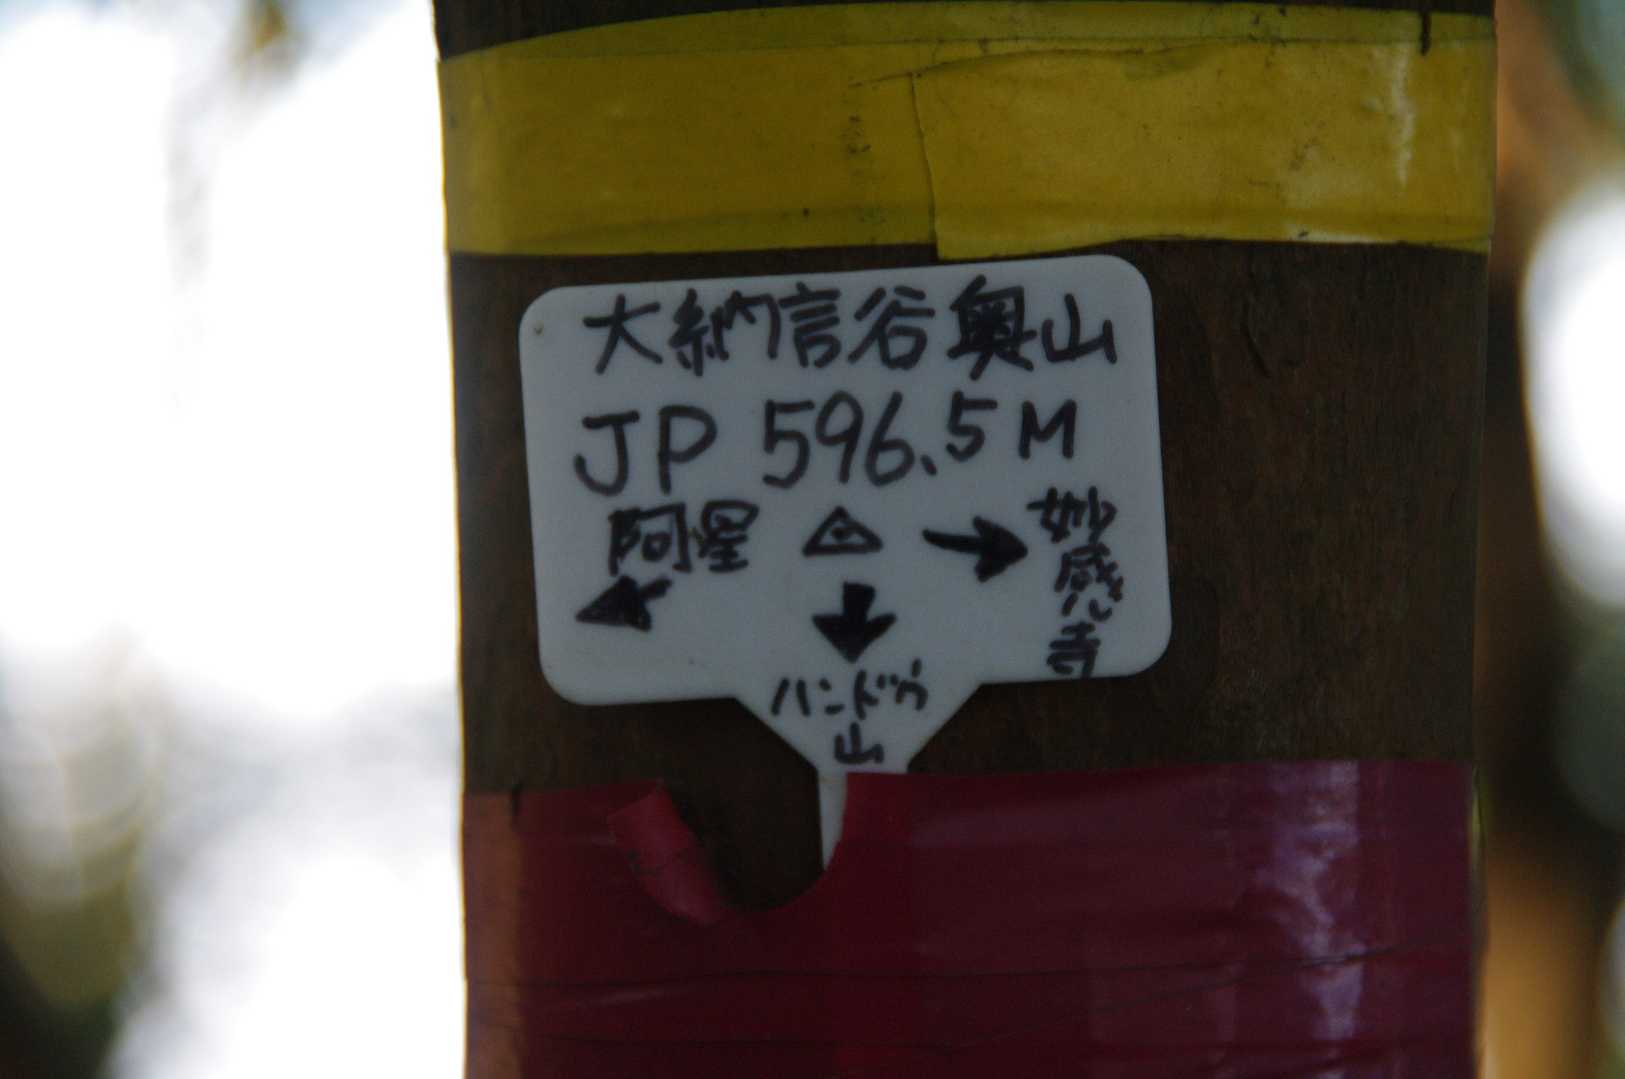 大納言谷奥山
JP 596.5M
阿星
妙感寺
ハンドウ
山